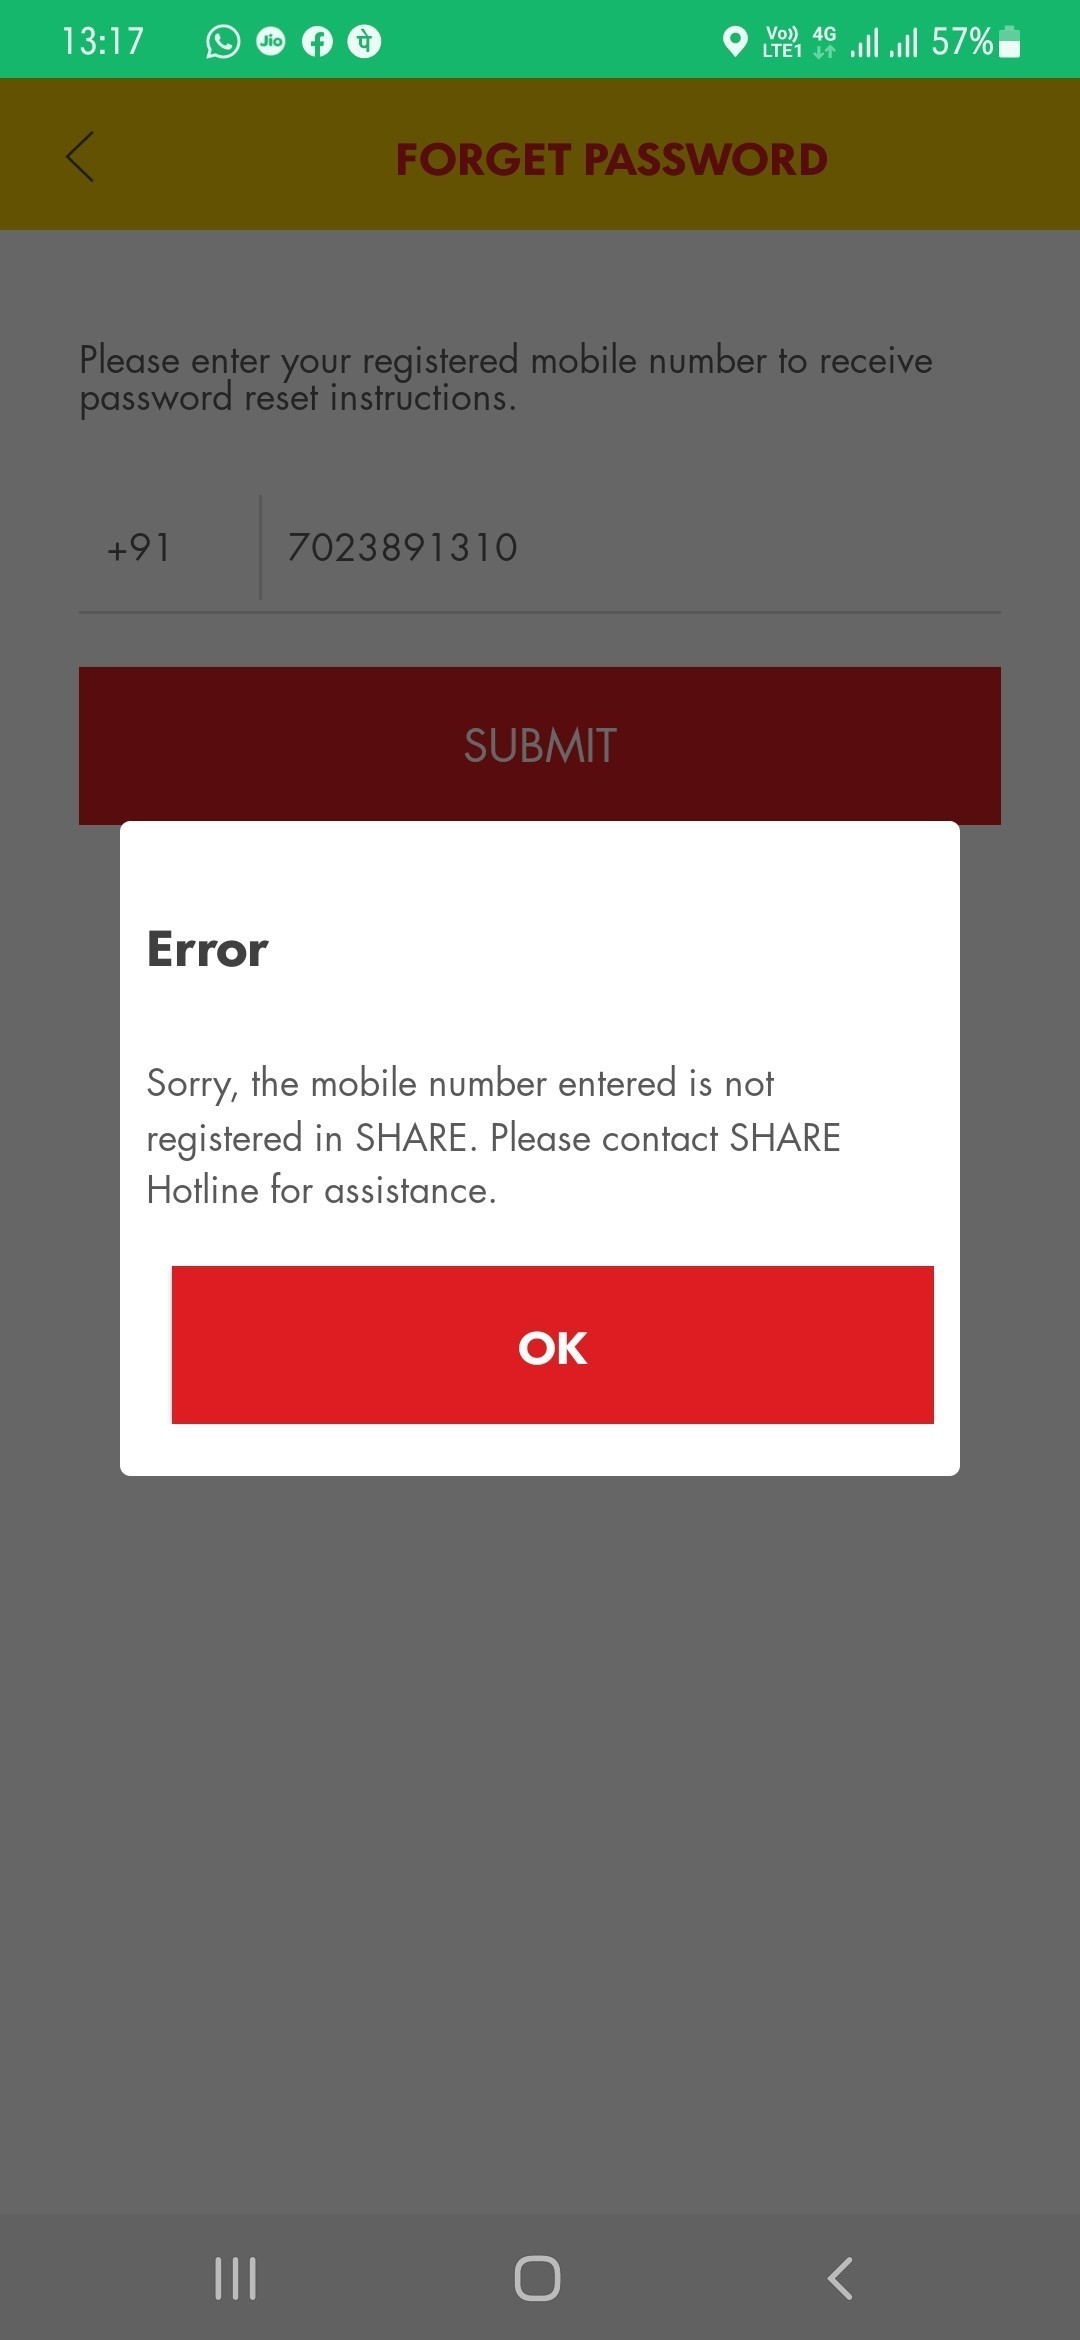 13:17 Jio पे Vo)) LTE1 4G 57%
FORGET PASSWORD
Please enter your registered mobile number to receive
password reset instructions.
+91 7023891310
SUBMIT
Error
Sorry, the mobile number entered is not
registered in SHARE. Please contact SHARE
Hotline for assistance.
OK